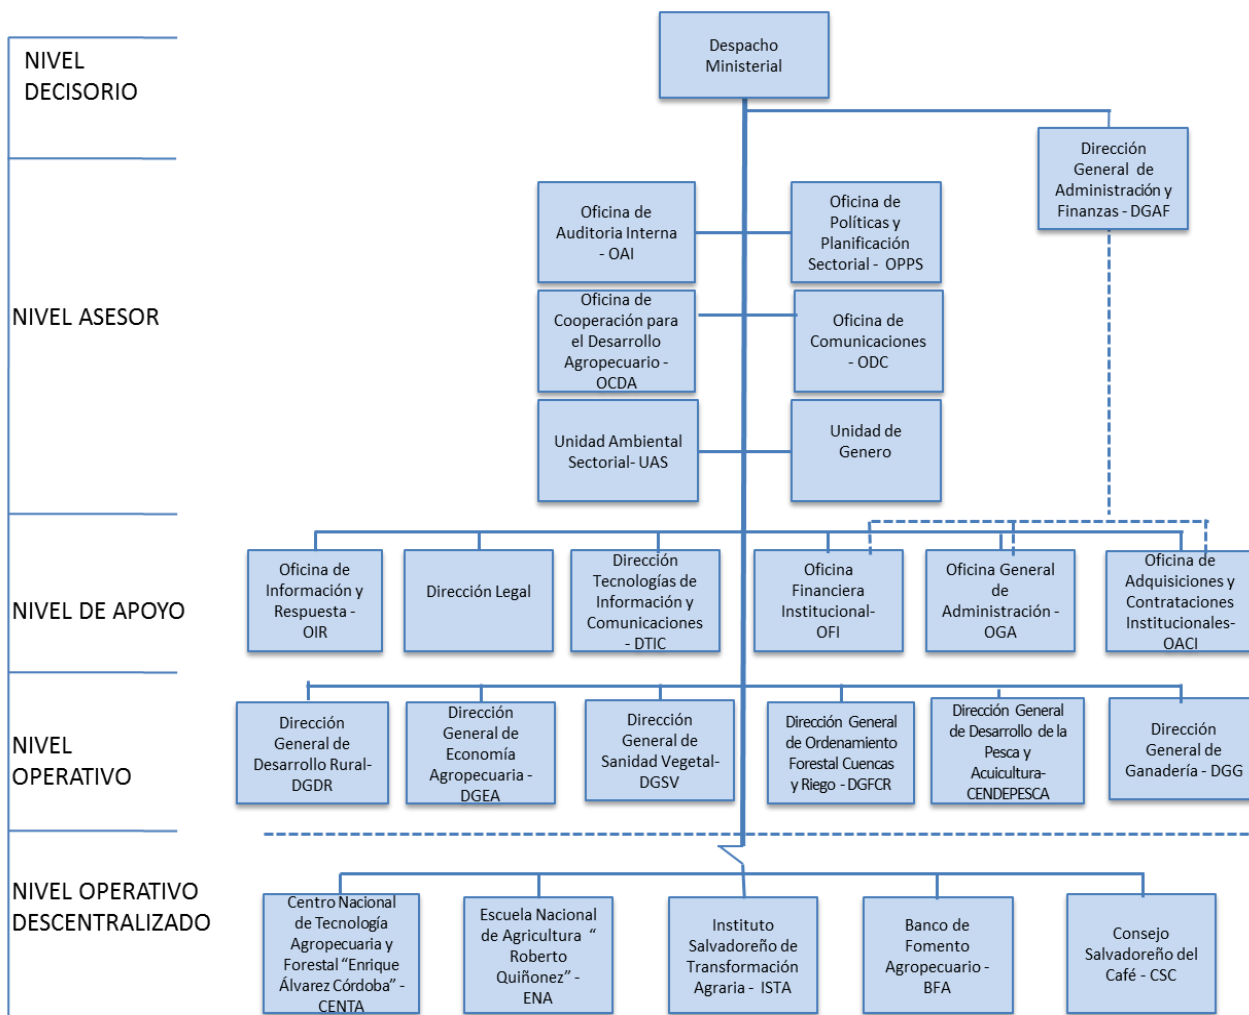 NIVEL
DECISORIO
Despacho
Ministerial
Dirección
General de
Administración y
Finanzas - DGAF
NIVEL ASESOR
Oficina de
Auditoria Interna
- OAI
Oficina de
Políticas y
Planificación
Sectorial - OPPS
Oficina de
Cooperación para
el Desarrollo
Agropecuario -
OCDA
Oficina de
Comunicaciones
- ODC
Unidad Ambiental
Sectorial- UAS
Unidad de
Genero
NIVEL DE APOYO
Oficina de
Información y
Respuesta -
OIR
Dirección Legal
Dirección
Tecnologías de
Información y
Comunicaciones
- DTIC
Oficina
Financiera
Institucional-
OFI
Oficina General
de
Administración -
OGA
Oficina de
Adquisiciones y
Contrataciones
Institucionales-
OACI
NIVEL
OPERATIVO
Dirección
General de
Desarrollo Rural-
DGDR
Dirección
General de
Economía
Agropecuaria -
DGEA
Dirección
General de
Sanidad Vegetal-
DGSV
Dirección General
de Ordenamiento
Forestal Cuencas
y Riego - DGFCR
Dirección General
de Desarrollo de la
Pesca y
Acuicultura-
CENDEPESCA
Dirección
General de
Ganadería - DGG
NIVEL OPERATIVO
DESCENTRALIZADO
Centro Nacional
de Tecnología
Agropecuaria y
Forestal “Enrique
Álvarez Córdoba” -
CENTA
Escuela Nacional
de Agricultura “
Roberto
Quiñonez” -
ENA
Instituto
Salvadoreño de
Transformación
Agraria - ISTA
Banco de
Fomento
Agropecuario -
BFA
Consejo
Salvadoreño del
Café - CSC